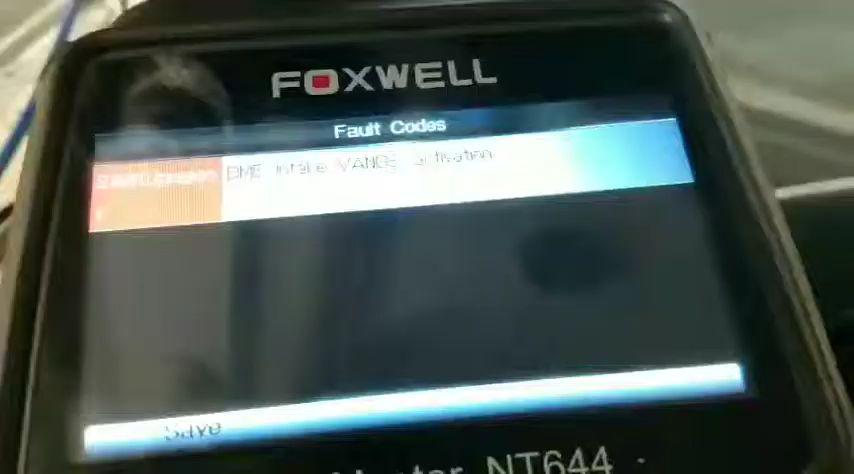 FOXWELL
Fault Codes
DME intake VANOS activation
Save
NT644